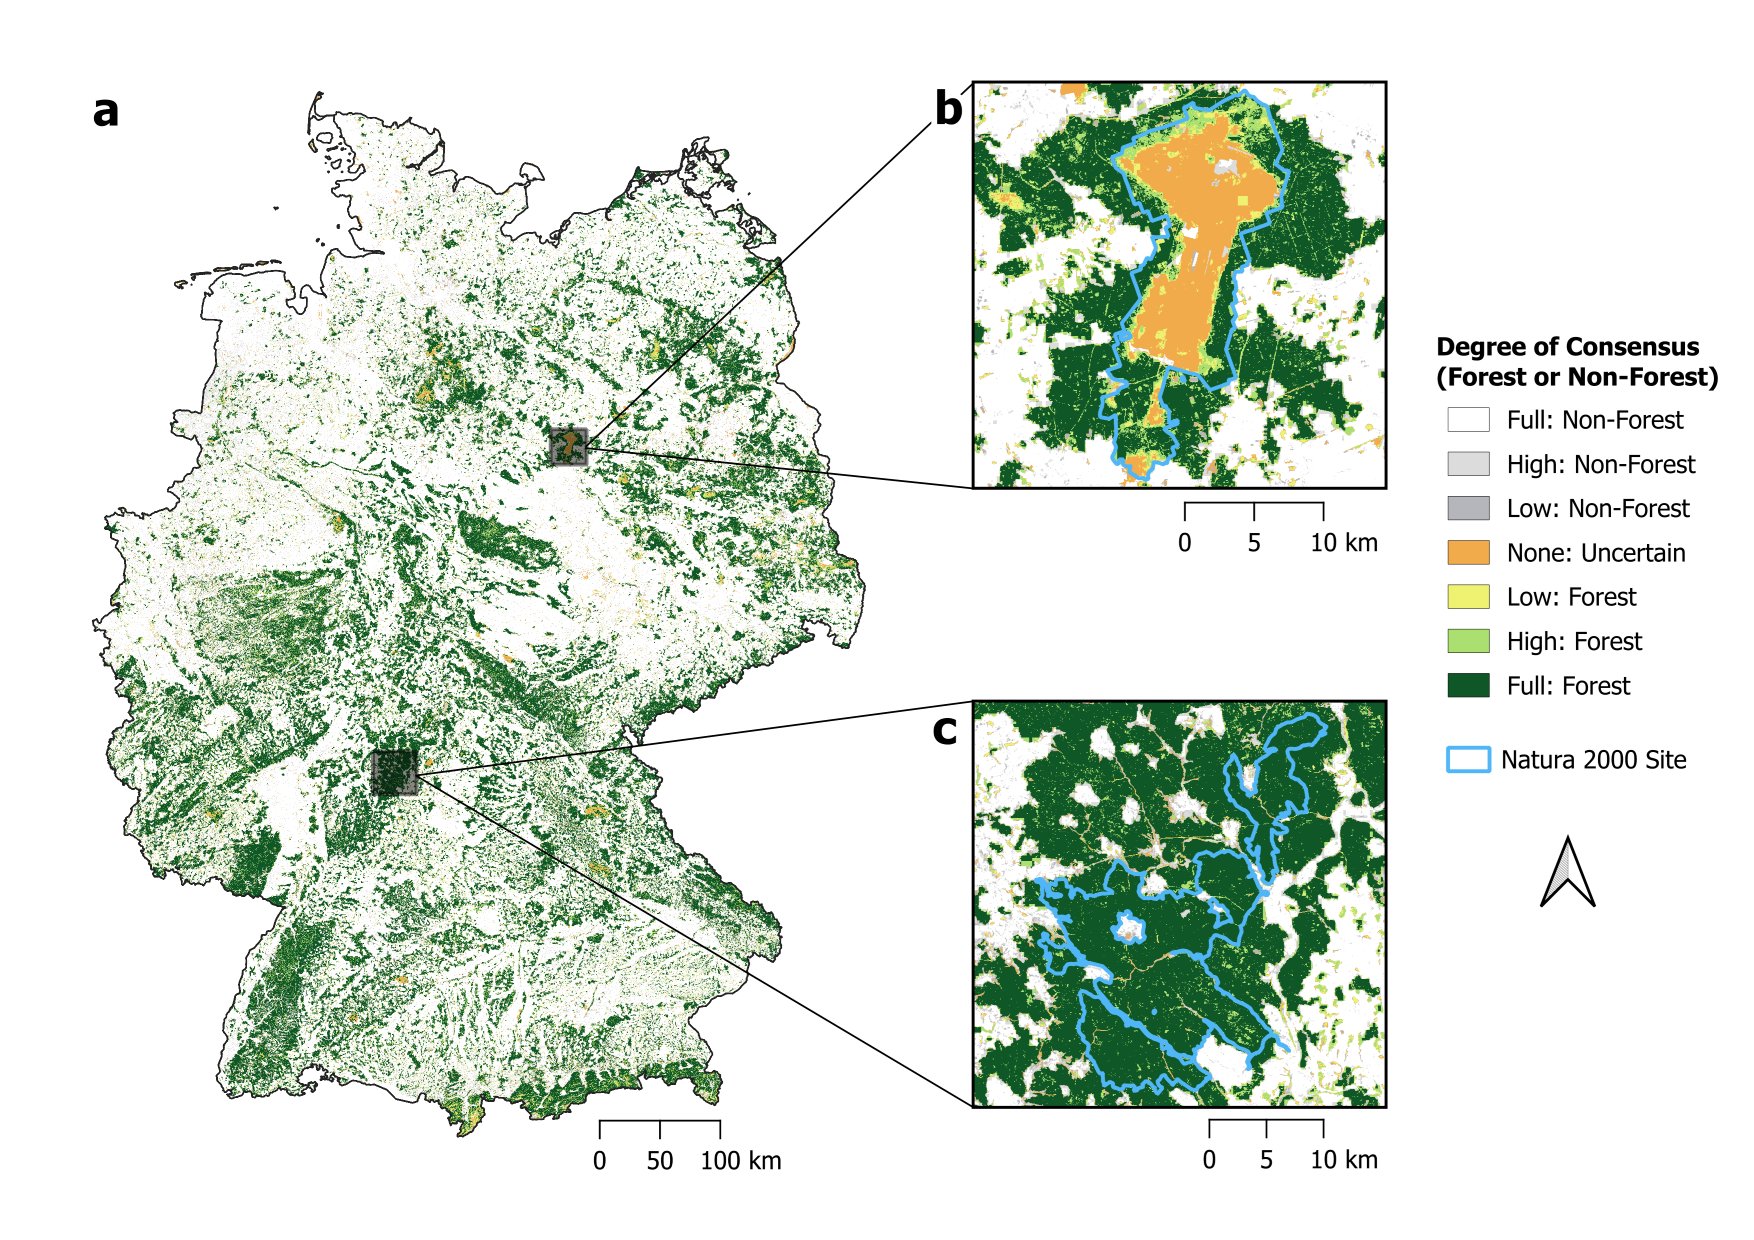 a
b
0 5 10 km
Degree of Consensus
(Forest or Non-Forest)
Full: Non-Forest
High: Non-Forest
Low: Non-Forest
None: Uncertain
Low: Forest
High: Forest
Full: Forest
Natura 2000 Site
c
0 50 100 km
0 5 10 km